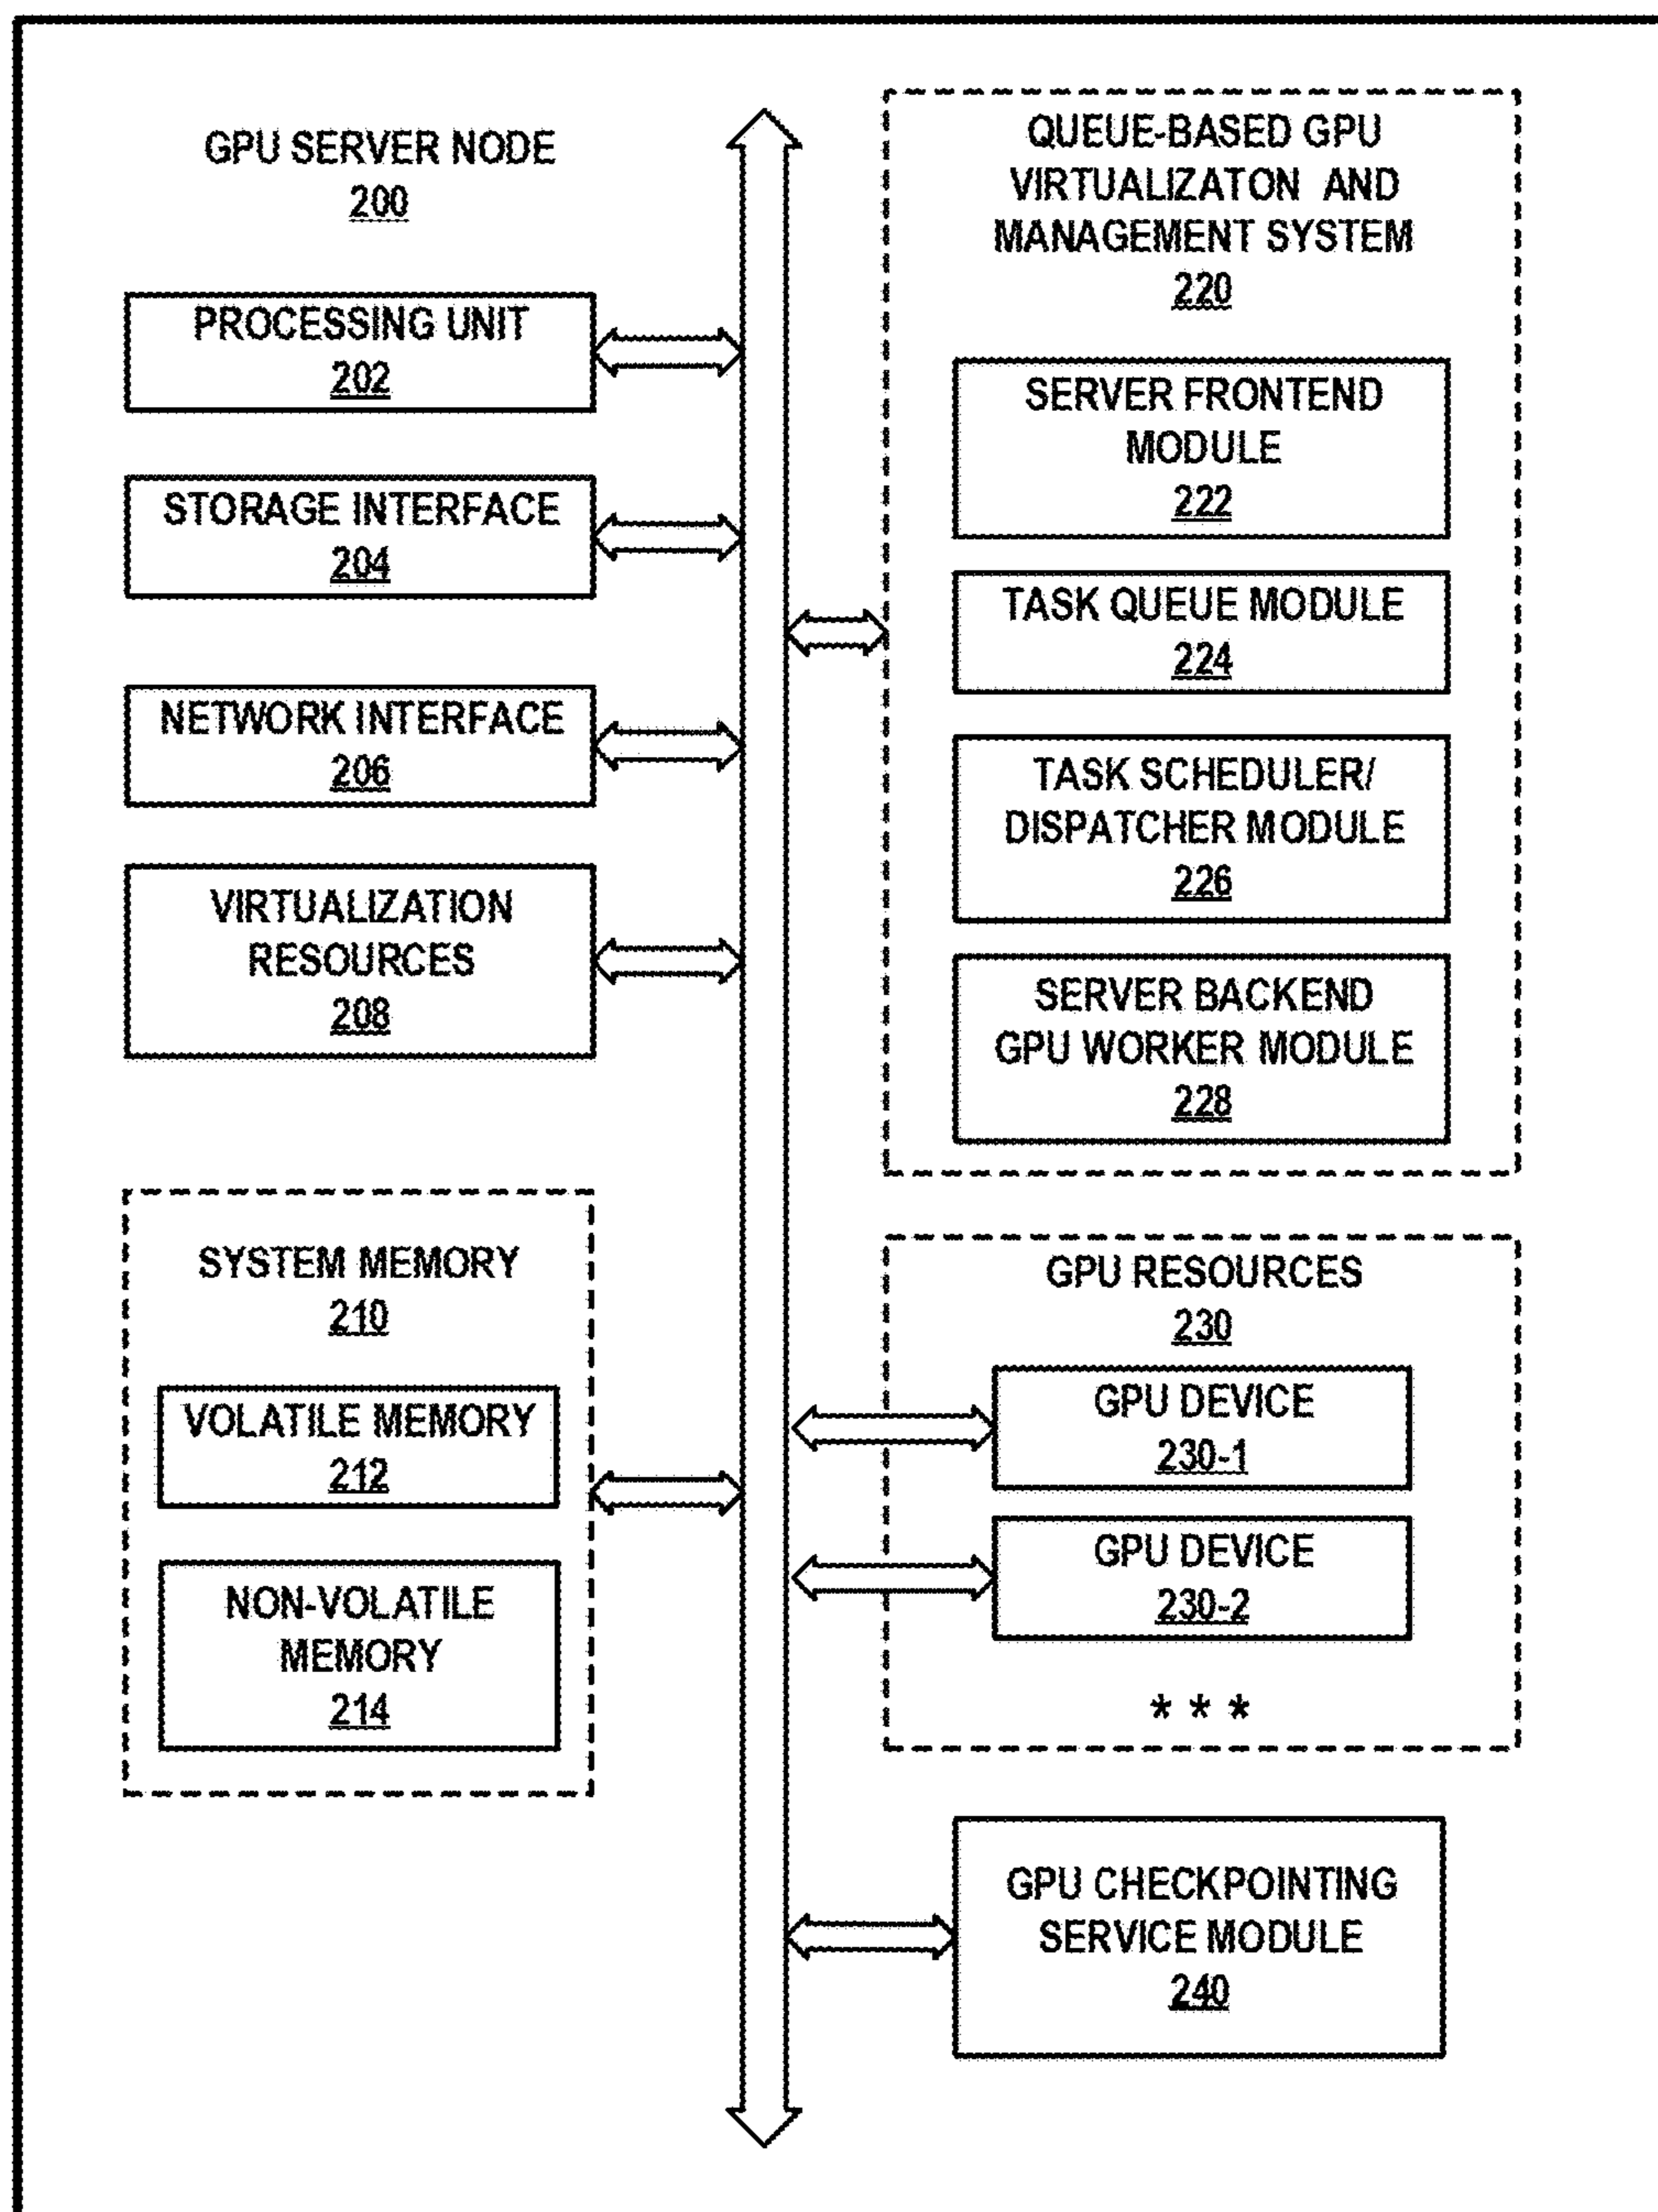 GPU SERVER NODE
200
PROCESSING UNIT
202
STORAGE INTERFACE
204
NETWORK INTERFACE
206
VIRTUALIZATION
RESOURCES
208
SYSTEM MEMORY
210
VOLATILE MEMORY
212
NON-VOLATILE
MEMORY
214
QUEUE-BASED GPU
VIRTUALIZATON AND
MANAGEMENT SYSTEM
220
SERVER FRONTEND
MODULE
222
TASK QUEUE MODULE
224
TASK SCHEDULER/
DISPATCHER MODULE
226
SERVER BACKEND
GPU WORKER MODULE
228
GPU RESOURCES
230
GPU DEVICE
230-1
GPU DEVICE
230-2
* * *
GPU CHECKPOINTING
SERVICE MODULE
240